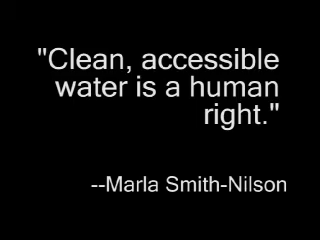 "Clean, accessible
water is a human
right."
--Marla Smith-Nilson